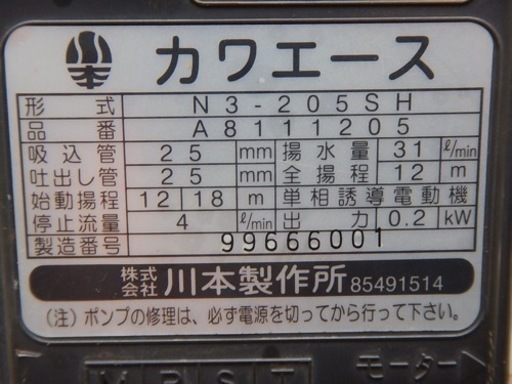 カワエース
形式 N3-205SH
品番 A8111205
吸込管 25 mm 揚水量 31 ℓ/min
吐出し管 25 mm 全揚程 12 m
始動揚程 12 18 m 単相誘導電動機
停止流量 4 ℓ/min 出力 0.2 kW
製造番号 99666001
株式会社 川本製作所 85491514
(注) ポンプの修理は、必ず電源を切ってから行って下さい。
モーター